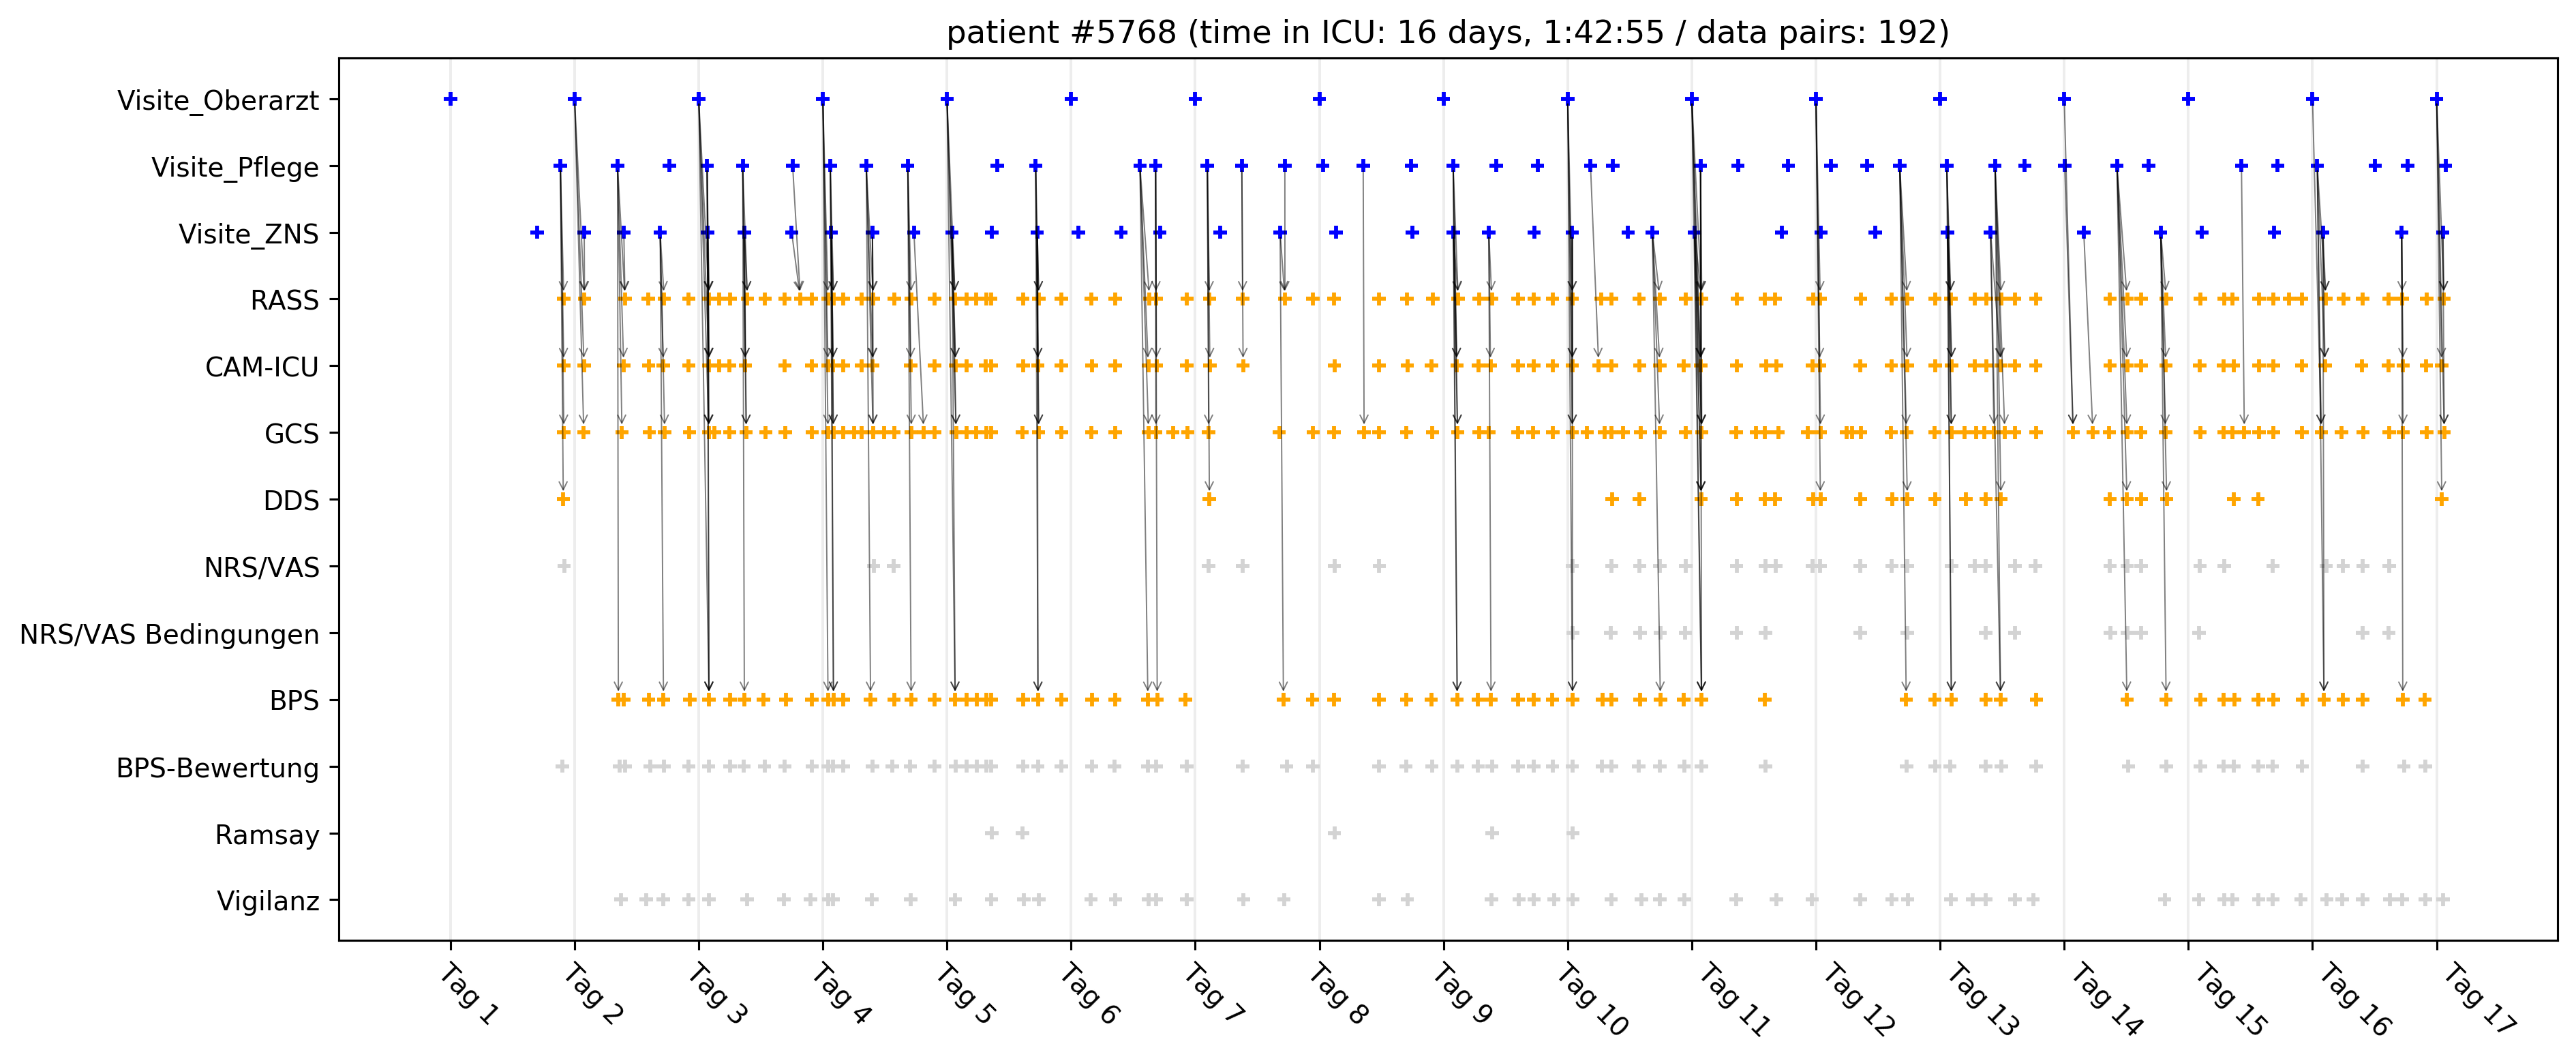 patient #5768 (time in ICU: 16 days, 1:42:55 / data pairs: 192)
Visite_Oberarzt
Visite_Pflege
Visite_ZNS
RASS
CAM-ICU
GCS
DDS
NRS/VAS
NRS/VAS Bedingungen
BPS
BPS-Bewertung
Ramsay
Vigilanz
Tag 1
Tag 2
Tag 3
Tag 4
Tag 5
Tag 6
Tag 7
Tag 8
Tag 9
Tag 10
Tag 11
Tag 12
Tag 13
Tag 14
Tag 15
Tag 16
Tag 17